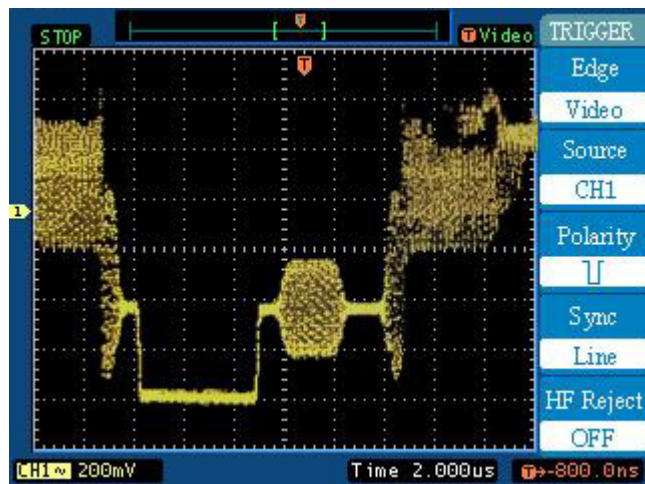 STOP
T
T Video
TRIGGER
Edge
Video
Source
CH1
Polarity
Sync
Line
HF Reject
OFF
T
1
CH1~ 200mV
Time 2.000us
T→-800.0ns